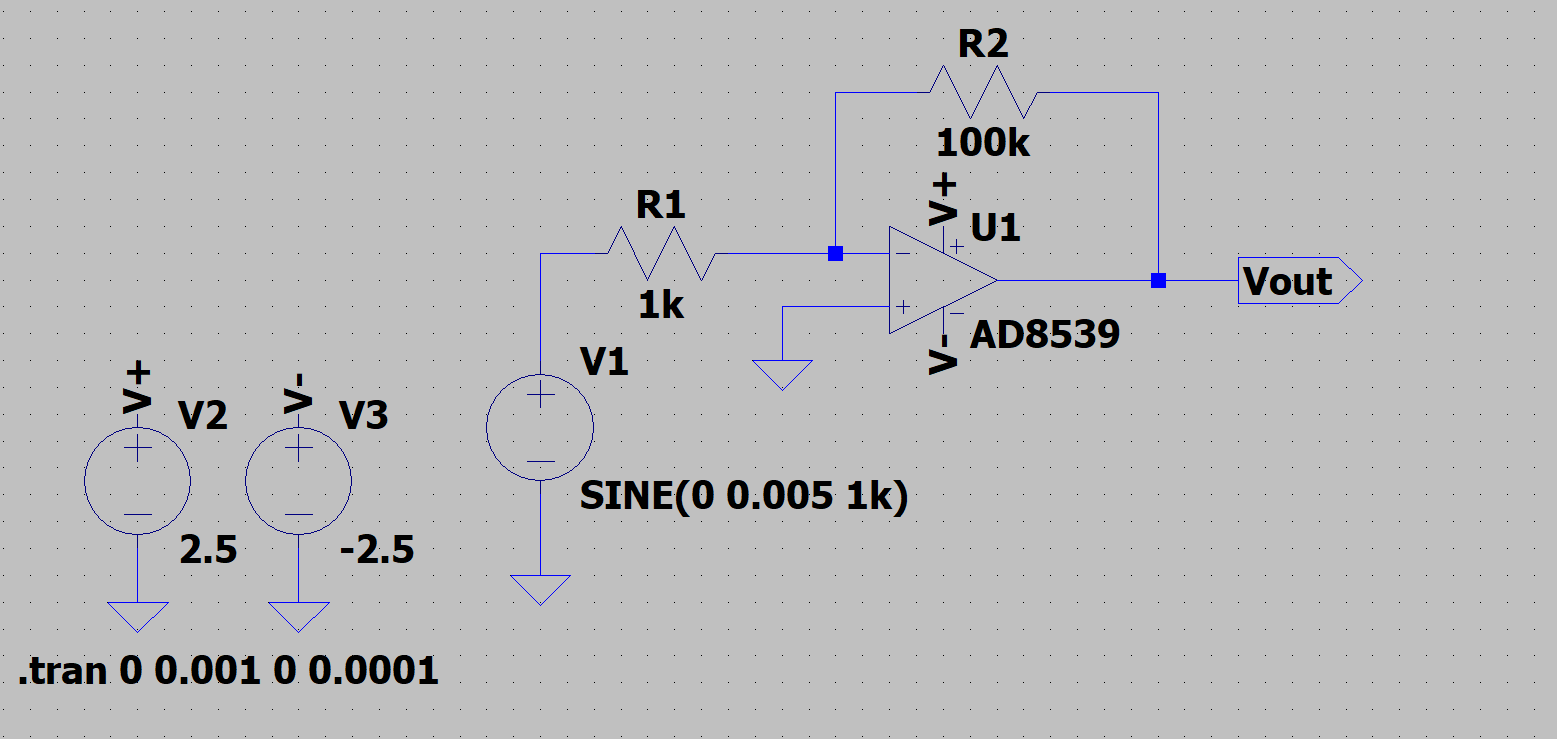 R2
100k
V+
U1
R1
1k
Vout
AD8539
V-
V1
SINE(0 0.005 1k)
V+
V2
2.5
V-
V3
-2.5
.tran 0 0.001 0 0.0001